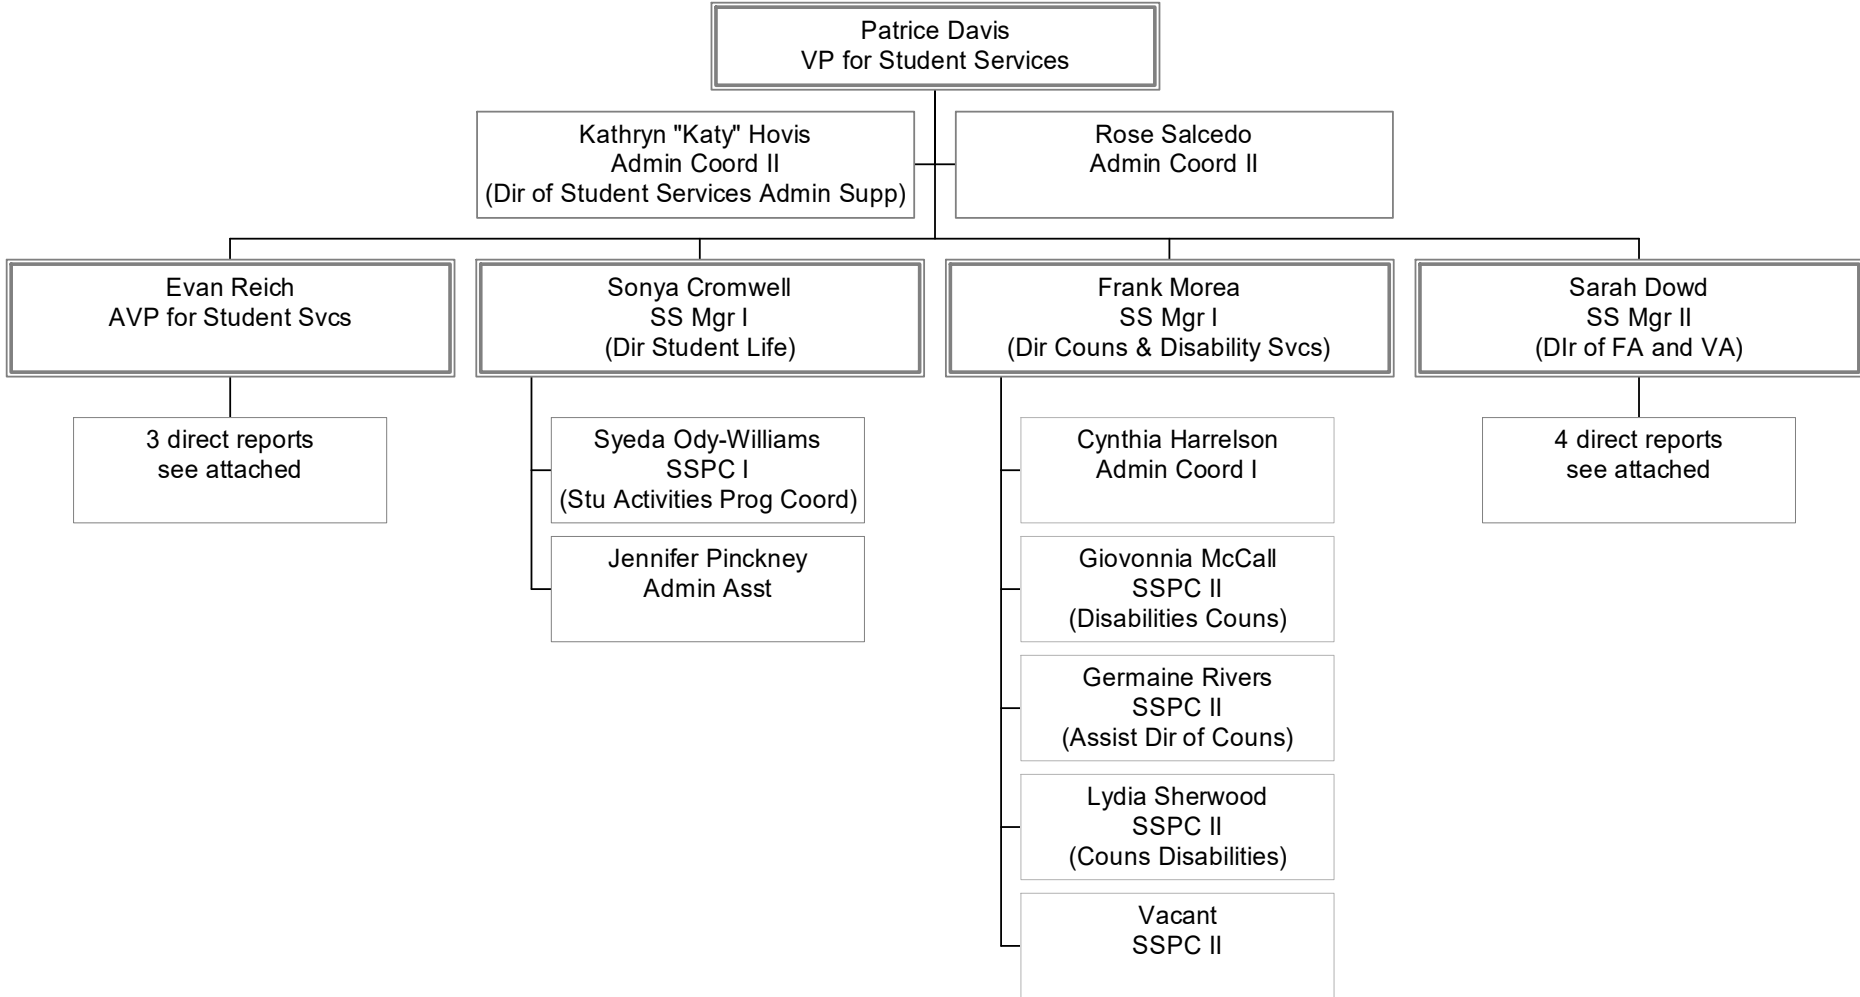 Patrice Davis
VP for Student Services
Kathryn "Katy" Hovis
Admin Coord II
(Dir of Student Services Admin Supp)
Rose Salcedo
Admin Coord II
Evan Reich
AVP for Student Svcs
Sonya Cromwell
SS Mgr I
(Dir Student Life)
Frank Morea
SS Mgr I
(Dir Couns & Disability Svcs)
Sarah Dowd
SS Mgr II
(DIr of FA and VA)
3 direct reports
see attached
Syeda Ody-Williams
SSPC I
(Stu Activities Prog Coord)
Jennifer Pinckney
Admin Asst
Cynthia Harrelson
Admin Coord I
Giovonnia McCall
SSPC II
(Disabilities Couns)
Germaine Rivers
SSPC II
(Assist Dir of Couns)
Lydia Sherwood
SSPC II
(Couns Disabilities)
Vacant
SSPC II
4 direct reports
see attached